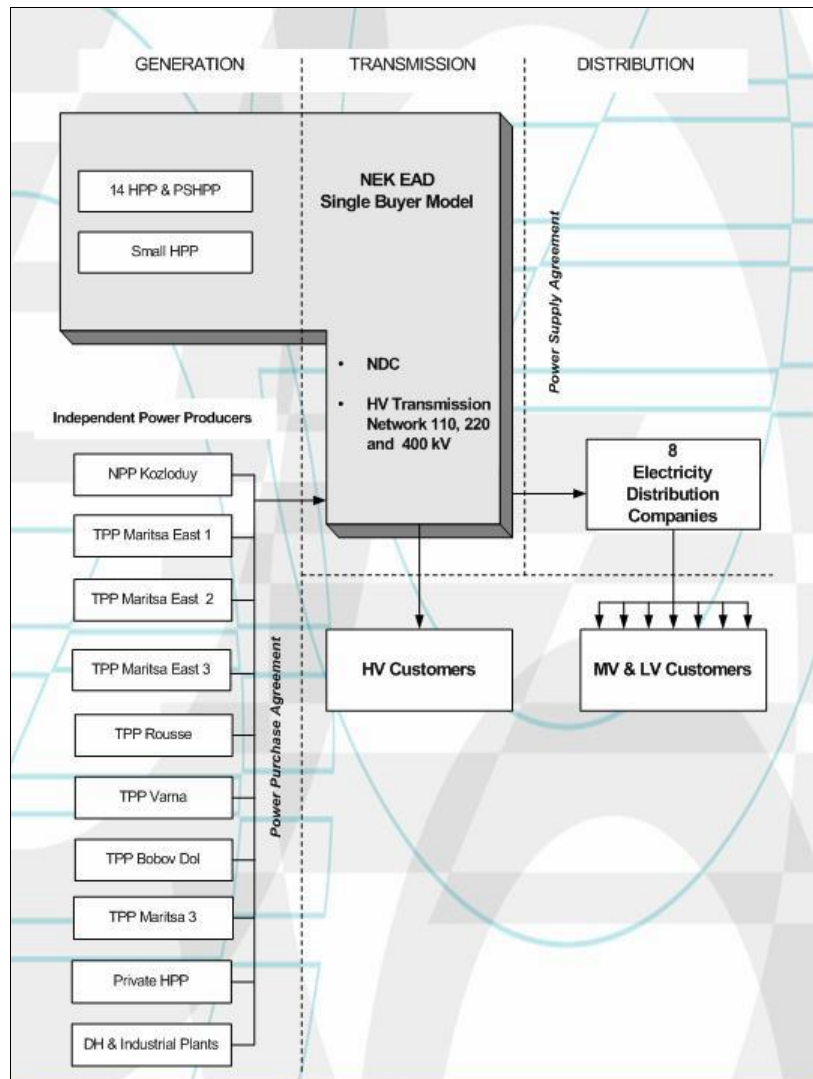 GENERATION
TRANSMISSION
DISTRIBUTION
14 HPP & PSHPP
Small HPP
NEK EAD
Single Buyer Model
• NDC
• HV Transmission
Network 110, 220
and 400 kV
Power Supply Agreement
Independent Power Producers
NPP Kozloduy
TPP Maritsa East 1
TPP Maritsa East 2
TPP Maritsa East 3
TPP Rousse
TPP Varna
TPP Bobov Dol
TPP Maritsa 3
Private HPP
DH & Industrial Plants
Power Purchase Agreement
8
Electricity
Distribution
Companies
HV Customers
MV & LV Customers